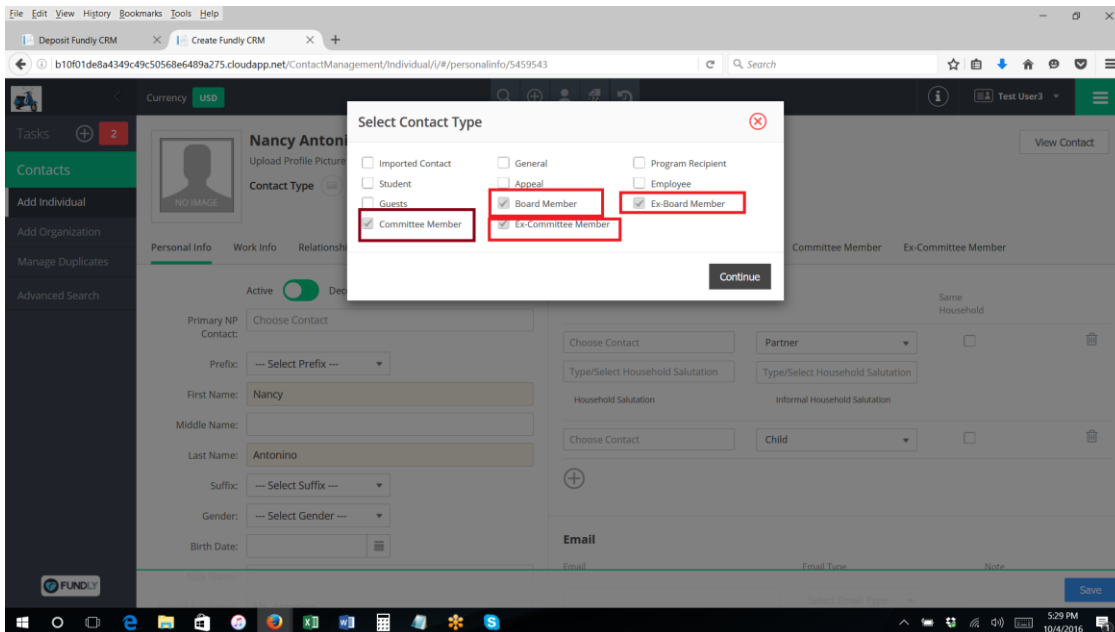 File Edit View History Bookmarks Tools Help
Deposit Fundly CRM Create Fundly CRM
b10f01de8a4349c49c50568e6489a275.cloudapp.net/ContactManagement/Individual/i/#/personalinfo/5459543 Search
Currency USD Test User3
Tasks 2
Nancy Antoni
View Contact
Upload Profile Picture
Contact Type
NO IMAGE
Contacts
Add Individual
Add Organization
Manage Duplicates
Advanced Search
Select Contact Type
Imported Contact General Program Recipient
Student Appeal Employee
Guests Board Member Ex-Board Member
Committee Member Ex-Committee Member
Continue
Personal Info Work Info Relationshi Committee Member Ex-Committee Member
Active Dec
Same
Household
Primary NP
Contact: Choose Contact
Choose Contact Partner
Prefix: --- Select Prefix ---
Type/Select Household Salutation Type/Select Household Salutation
First Name: Nancy
Household Salutation Informal Household Salutation
Middle Name:
Choose Contact Child
Last Name: Antonino
Suffix: --- Select Suffix ---
Gender: --- Select Gender ---
Birth Date:
Email
Email Email Type Note
FUNDLY
Save
5:29 PM
10/4/2016